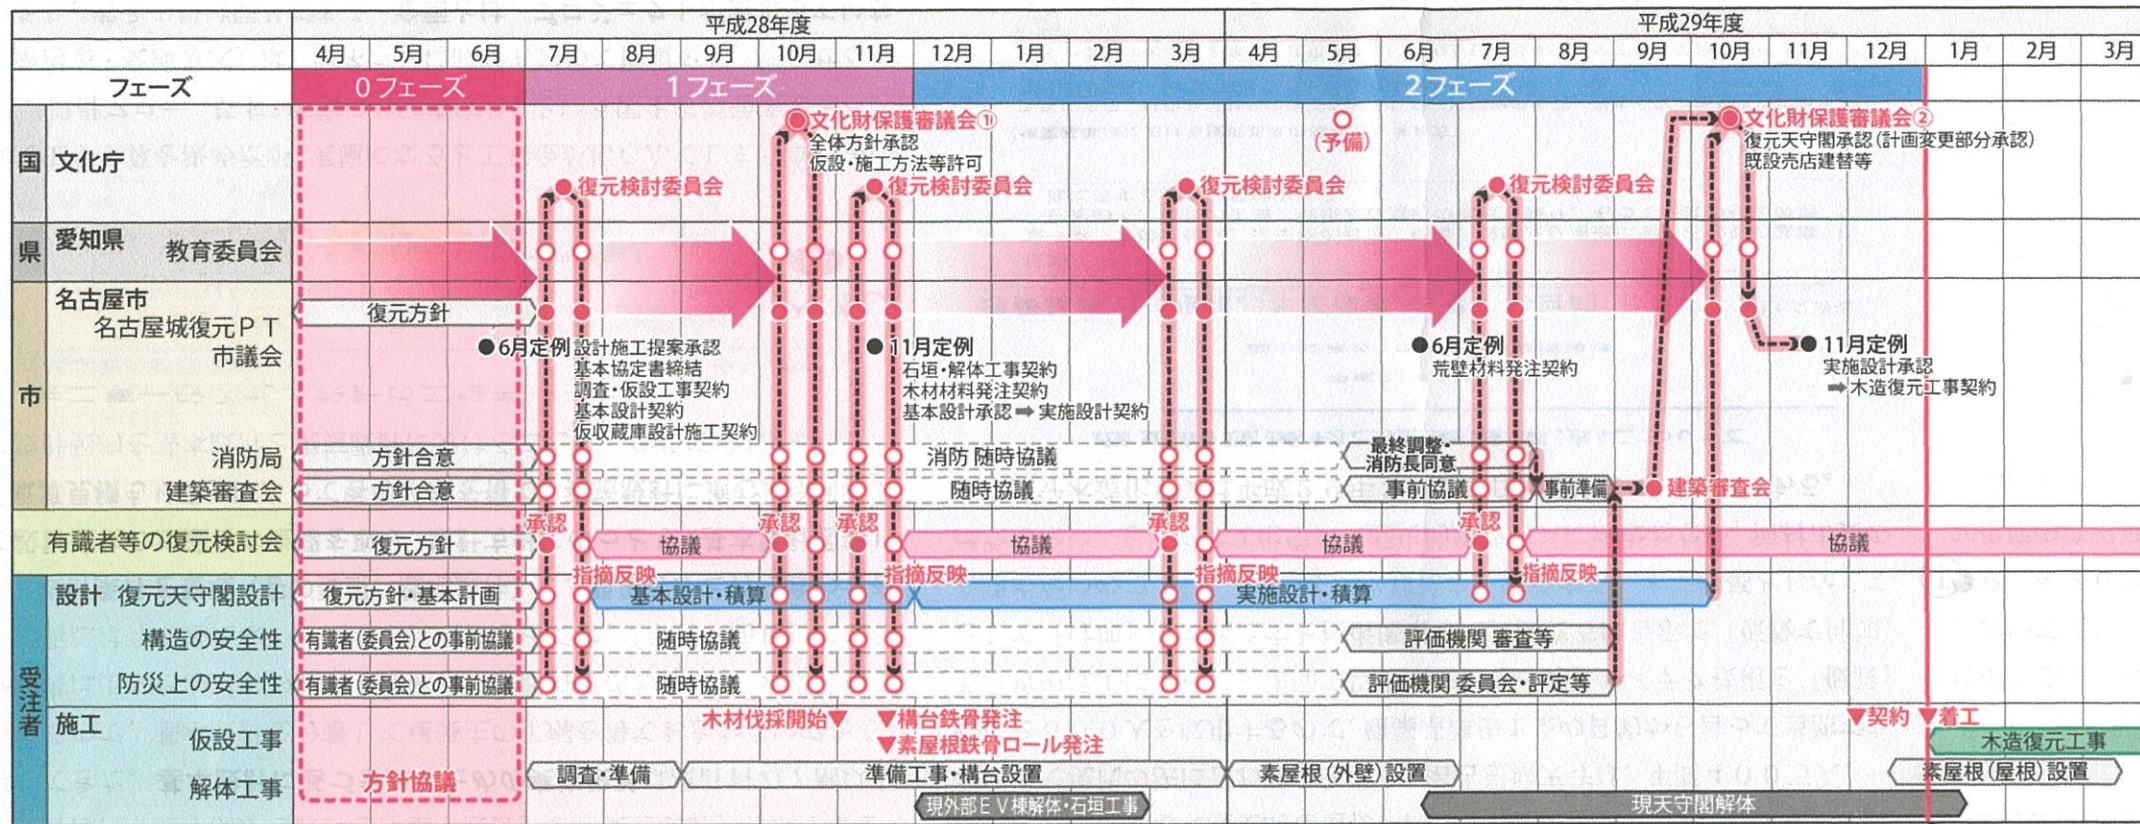 平成28年度
平成29年度
4月 5月 6月 7月 8月 9月 10月 11月 12月 1月 2月 3月 4月 5月 6月 7月 8月 9月 10月 11月 12月 1月 2月 3月
フェーズ
0フェーズ
1フェーズ
2フェーズ
国 文化庁
文化財保護審議会①
全体方針承認
仮設・施工方法等許可
(予備)
文化財保護審議会②
復元天守閣承認(計画変更部分承認)
既設売店建替等
復元検討委員会
復元検討委員会
復元検討委員会
復元検討委員会
県 愛知県
教育委員会
市
名古屋市
名古屋城復元PT
復元方針
市議会
6月定例 設計施工提案承認
基本協定書締結
調査・仮設工事契約
基本設計契約
仮収蔵庫設計施工契約
11月定例
石垣・解体工事契約
木材材料発注契約
基本設計承認➡実施設計契約
6月定例
荒壁材料発注契約
11月定例
実施設計承認
➡木造復元工事契約
消防局
方針合意
消防 随時協議
最終調整・
消防長同意
建築審査会
方針合意
随時協議
事前協議
事前準備
建築審査会
承認 承認 承認 承認 承認
有識者等の復元検討会
復元方針
協議
協議
協議
協議
指摘反映 指摘反映 指摘反映 指摘反映
受注者
設計 復元天守閣設計
復元方針・基本計画
基本設計・積算
実施設計・積算
構造の安全性
有識者(委員会)との事前協議
随時協議
評価機関 審査等
防災上の安全性
有識者(委員会)との事前協議
随時協議
評価機関 委員会・評定等
施工
木材伐採開始▼
▼構台鉄骨発注
▼契約 ▼着工
仮設工事
▼素屋根鉄骨ロール発注
木造復元工事
方針協議
調査・準備
準備工事・構台設置
素屋根(外壁)設置
素屋根(屋根)設置
解体工事
現外部EV棟解体・石垣工事
現天守閣解体